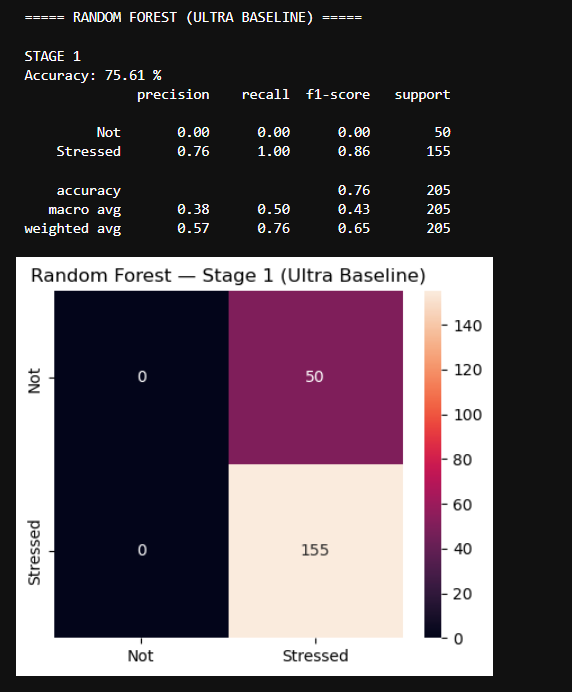 ===== RANDOM FOREST (ULTRA BASELINE) =====
STAGE 1
Accuracy: 75.61 %
precision recall f1-score support
Not 0.00 0.00 0.00 50
Stressed 0.76 1.00 0.86 155
accuracy 0.76 205
macro avg 0.38 0.50 0.43 205
weighted avg 0.57 0.76 0.65 205
Random Forest — Stage 1 (Ultra Baseline)
Not
0
50
Stressed
0
155
Not
Stressed
140
120
100
80
60
40
20
0